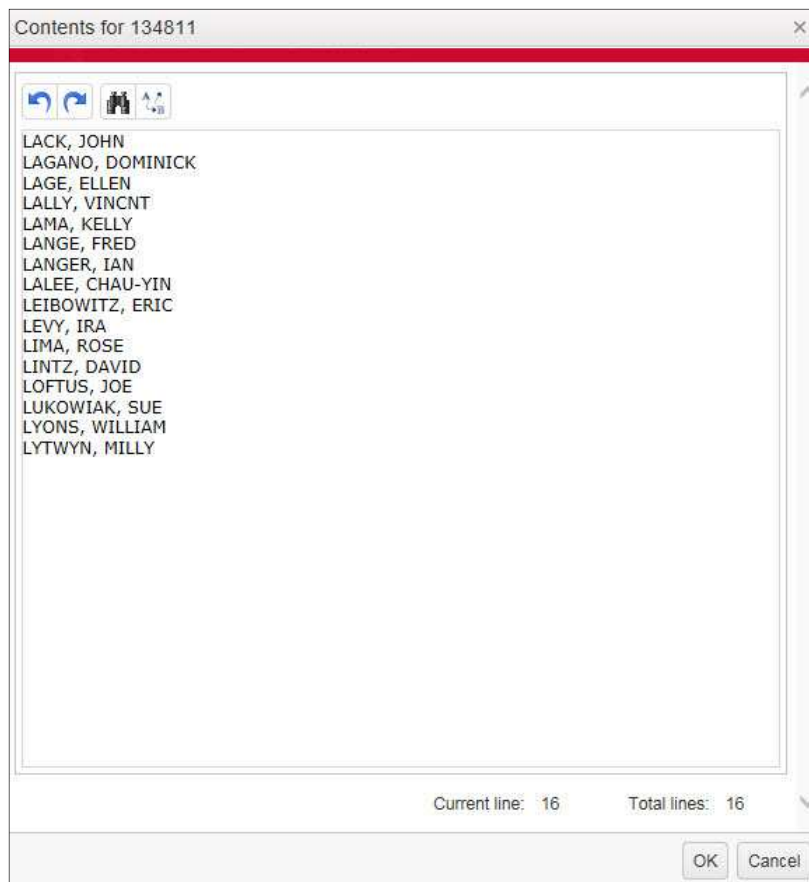 Contents for 134811
LACK, JOHN
LAGANO, DOMINICK
LAGE, ELLEN
LALLY, VINCNT
LAMA, KELLY
LANGE, FRED
LANGER, IAN
LALEE, CHAU-YIN
LEIBOWITZ, ERIC
LEVY, IRA
LIMA, ROSE
LINTZ, DAVID
LOFTUS, JOE
LUKOWIAK, SUE
LYONS, WILLIAM
LYTWYN, MILLY
Current line: 16 Total lines: 16
OK Cancel